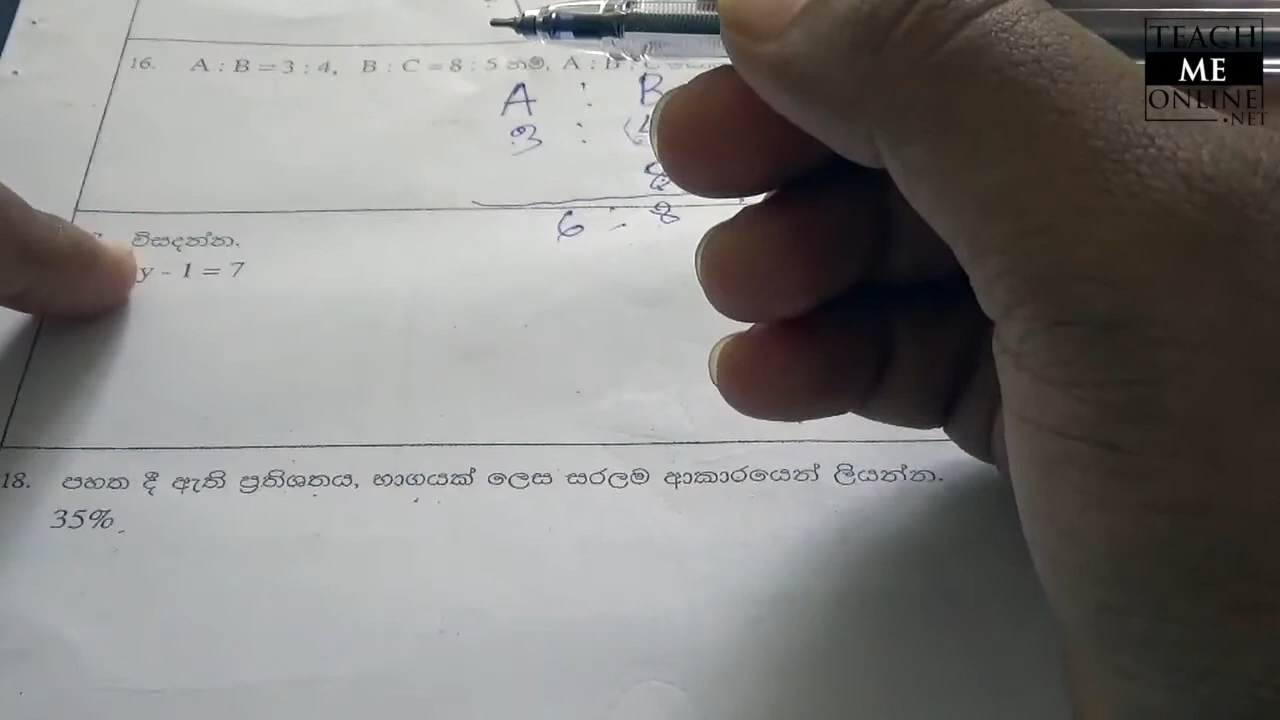 TEACH
ME
ONLINE
.NET
16. A : B = 3 : 4, B : C = 8 : 5 නම්, A : B
A : B
3 : 4
8
6 : 8
විසඳන්න.
y - 1 = 7
18. පහත දී ඇති ප්‍රතිශතය, භාගයක් ලෙස සරලම ආකාරයෙන් ලියන්න.
35%